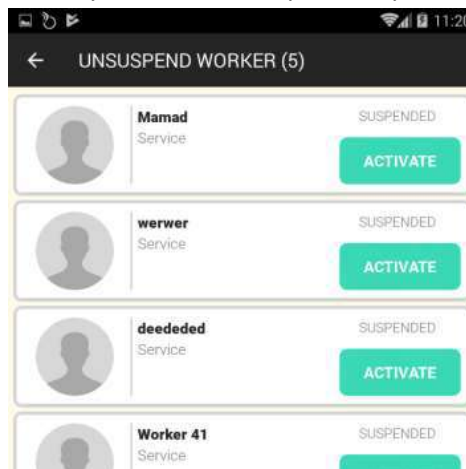 11:20
UNSUSPEND WORKER (5)
Mamad
SUSPENDED
Service
ACTIVATE
werwer
SUSPENDED
Service
ACTIVATE
deededed
SUSPENDED
Service
ACTIVATE
Worker 41
SUSPENDED
Service